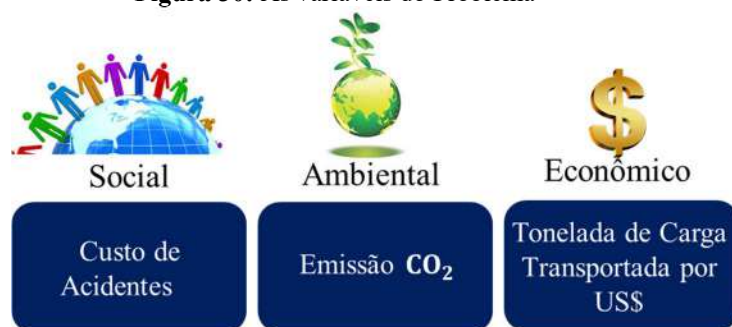 Social
Ambiental
Econômico
Custo de
Acidentes
Emissão CO₂
Tonelada de Carga
Transportada por
US$